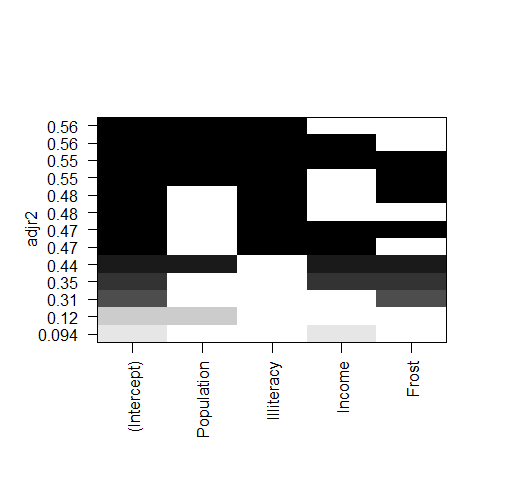 adjr2
0.56
0.56
0.55
0.55
0.48
0.48
0.47
0.47
0.44
0.35
0.31
0.12
0.094
(Intercept)
Population
Illiteracy
Income
Frost